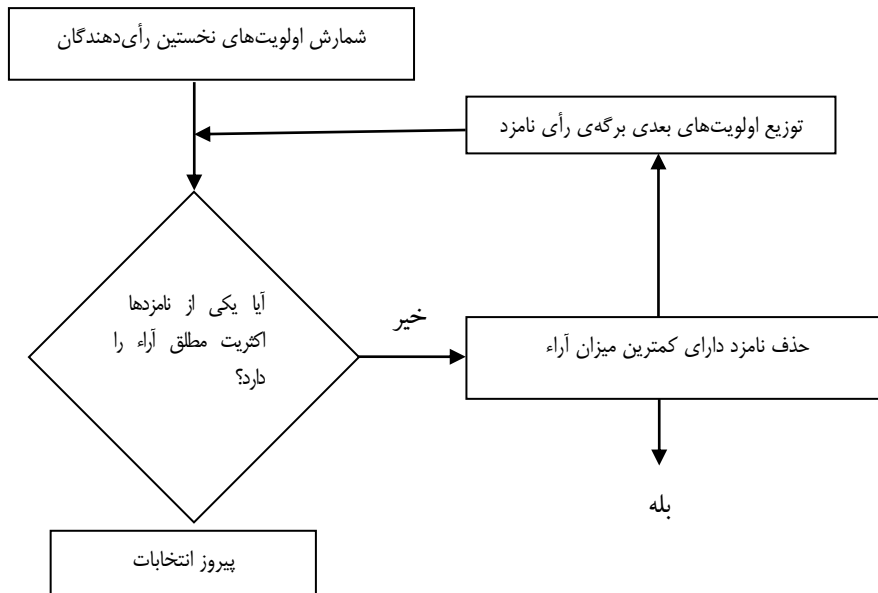 شمارش اولویت‌های نخستین رأی‌دهندگان
توزیع اولویت‌های بعدی برگه‌ی رأی نامزد
آیا یکی از نامزدها
اکثریت مطلق آراء را
دارد؟
خیر
حذف نامزد دارای کمترین میزان آراء
بله
پیروز انتخابات